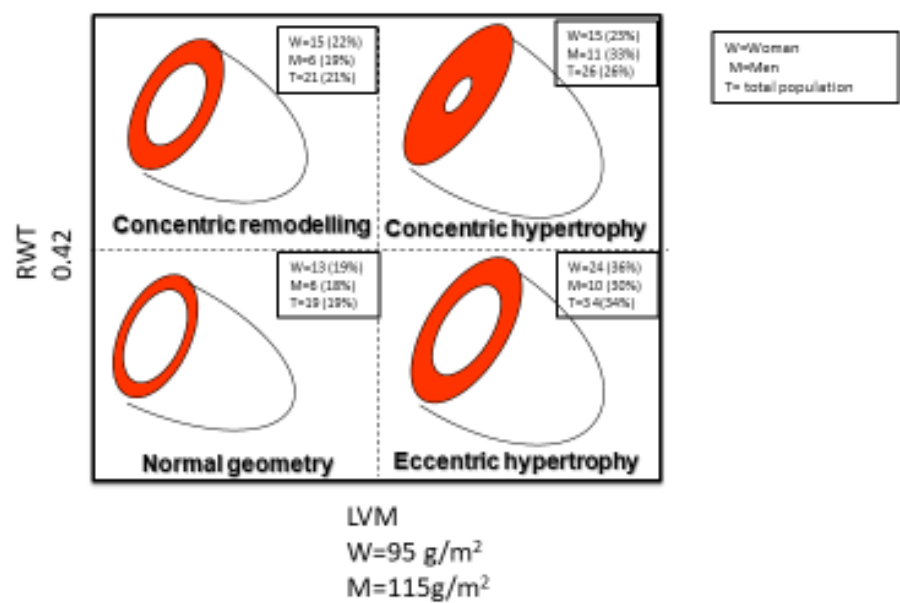 W=15 (22%)
M=6 (19%)
T=21 (21%)
W=15 (23%)
M=11 (33%)
T=26 (26%)
W=Woman
M=Men
T= total population
Concentric remodelling
Concentric hypertrophy
RWT
0.42
W=13 (19%)
M=6 (18%)
T=19 (19%)
W=24 (36%)
M=10 (30%)
T=34(34%)
Normal geometry
Eccentric hypertrophy
LVM
W=95 g/m²
M=115g/m²